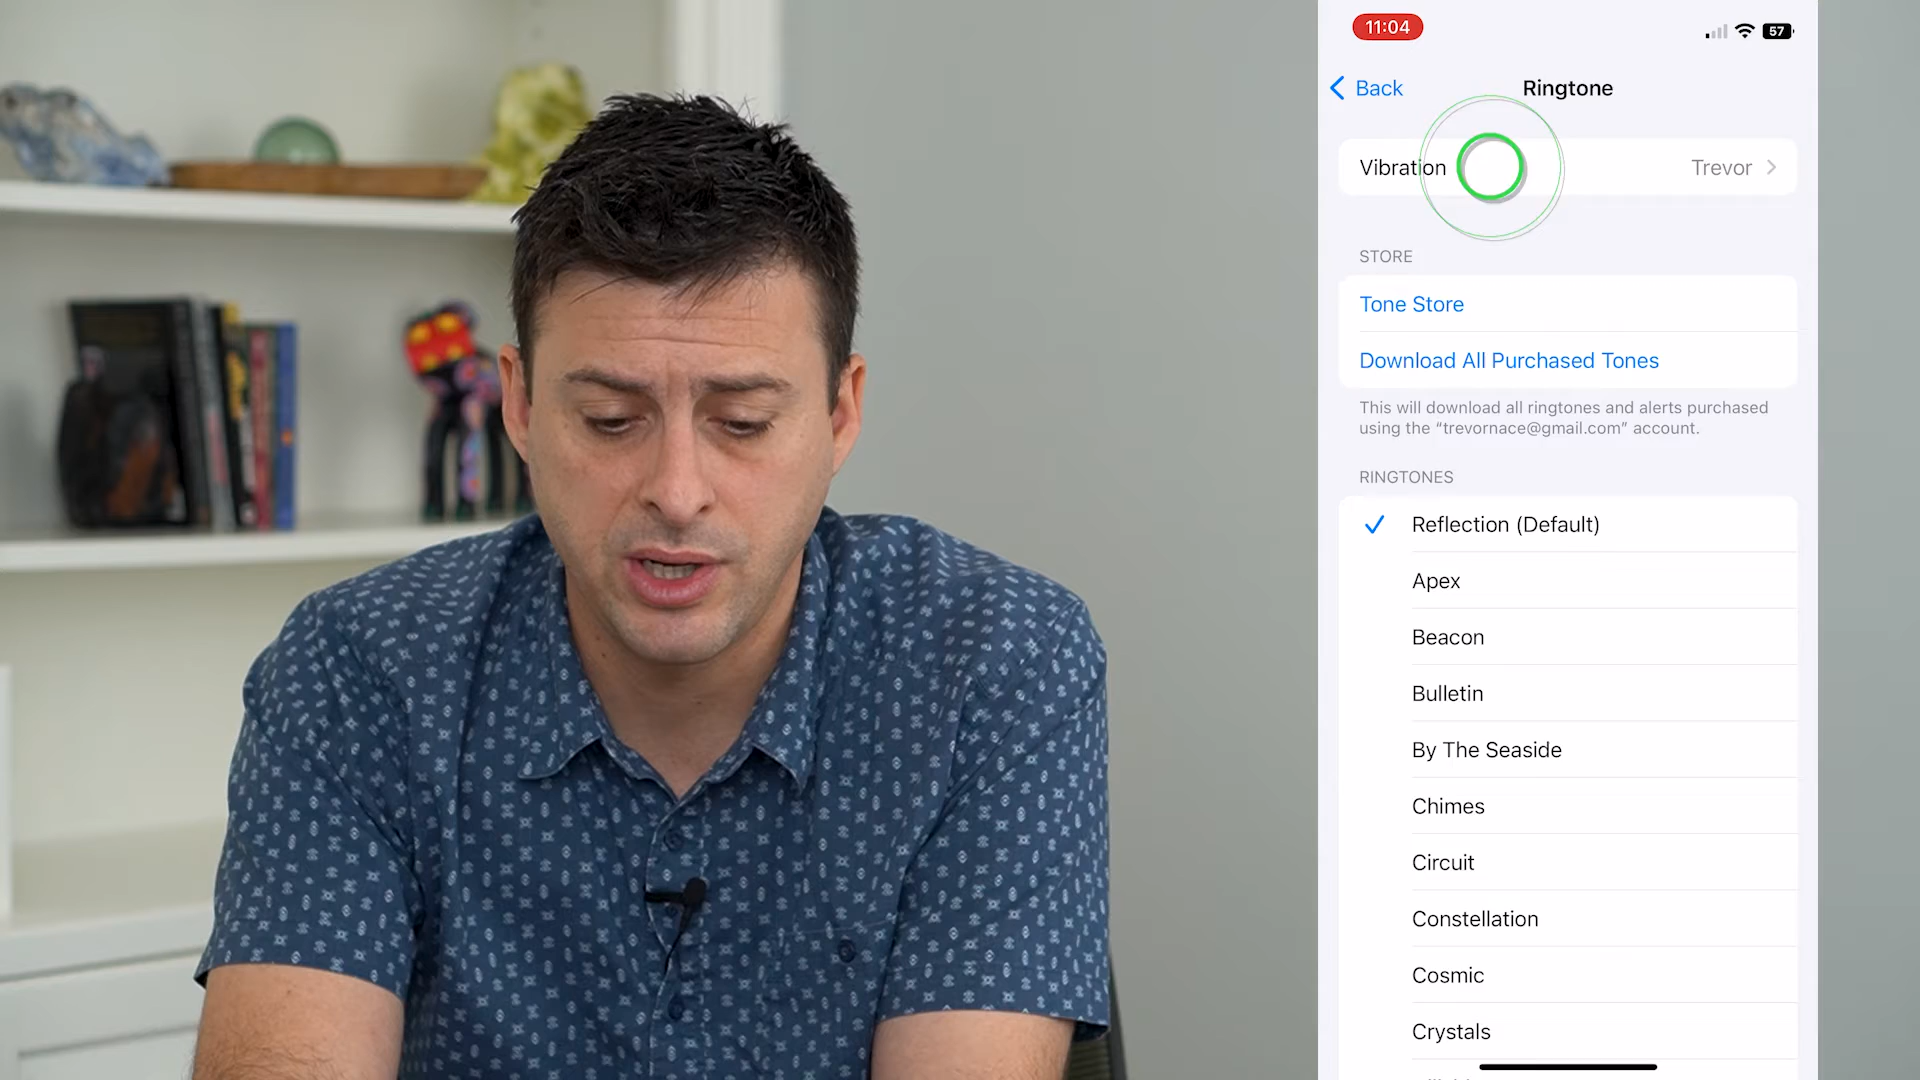 11:04
57
Back
Ringtone
Vibration
Trevor
STORE
Tone Store
Download All Purchased Tones
This will download all ringtones and alerts purchased
using the “trevornace@gmail.com” account.
RINGTONES
Reflection (Default)
Apex
Beacon
Bulletin
By The Seaside
Chimes
Circuit
Constellation
Cosmic
Crystals